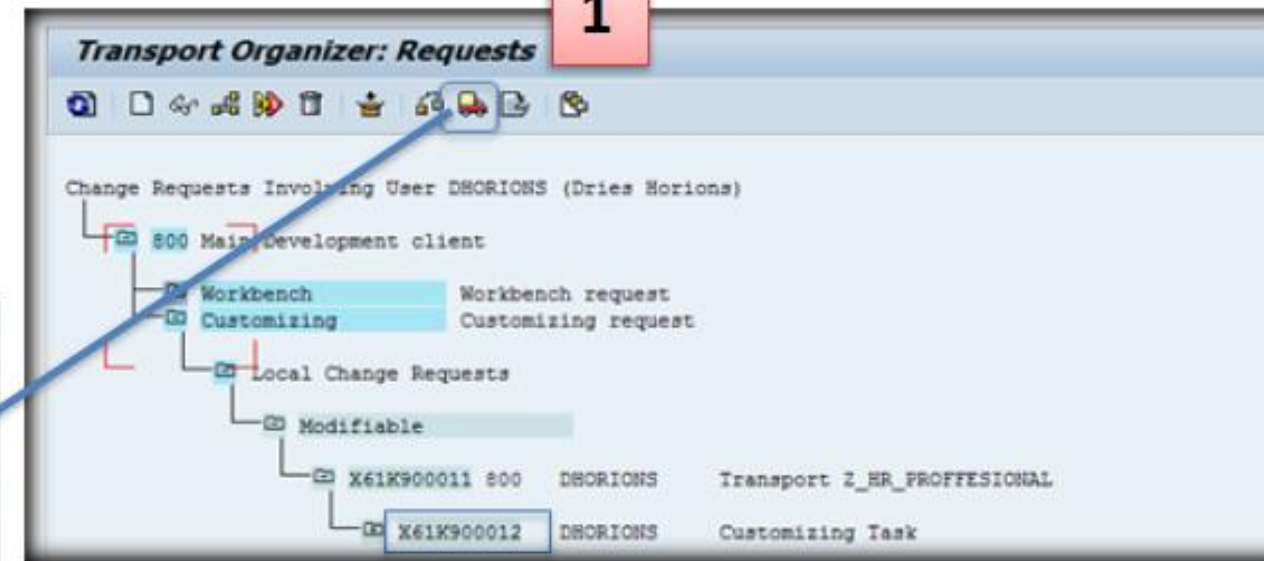 1
Transport Organizer: Requests
Change Requests Involving User DHORIONS (Dries Horions)
800 Main Development client
Workbench Workbench request
Customizing Customizing request
Local Change Requests
Modifiable
X61K900011 800 DHORIONS Transport Z_HR_PROFFESIONAL
X61K900012 DHORIONS Customizing Task